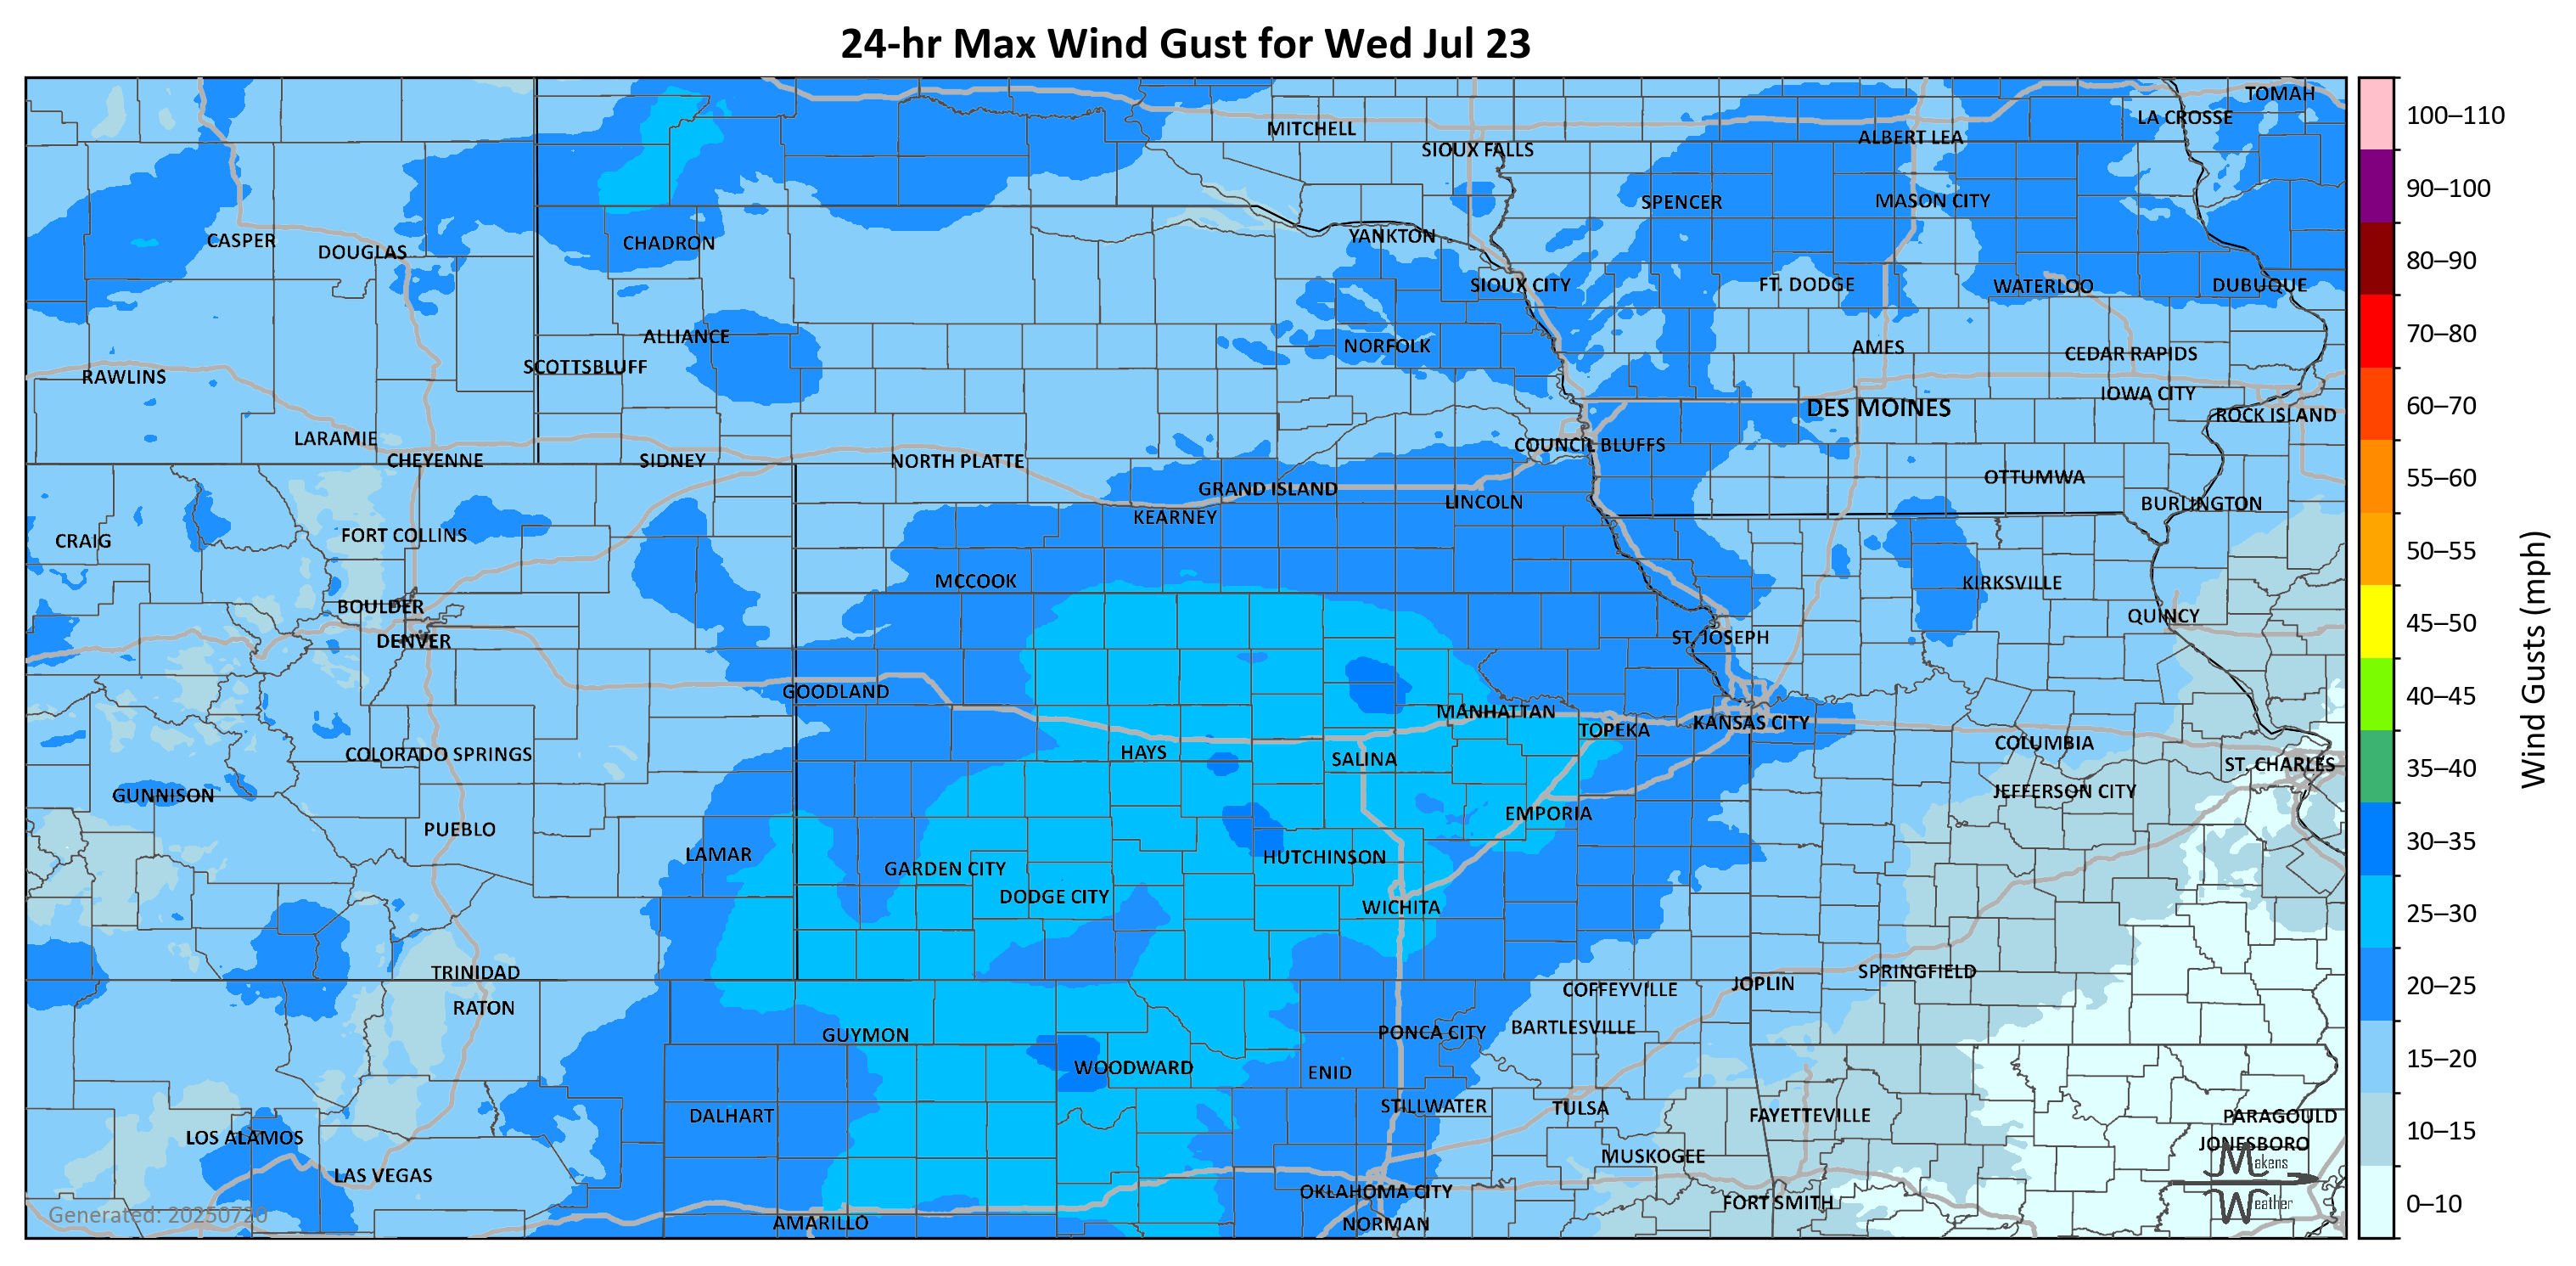 24-hr Max Wind Gust for Wed Jul 23
TOMAH
LA CROSSE
MITCHELL
ALBERT LEA
SIOUX FALLS
SPENCER
MASON CITY
CASPER
DOUGLAS
CHADRON
YANKTON
SIOUX CITY
FT. DODGE
WATERLOO
DUBUQUE
ALLIANCE
NORFOLK
AMES
CEDAR RAPIDS
SCOTTSBLUFF
RAWLINS
IOWA CITY
DES MOINES
ROCK ISLAND
LARAMIE
COUNCIL BLUFFS
CHEYENNE
SIDNEY
NORTH PLATTE
OTTUMWA
GRAND ISLAND
LINCOLN
BURLINGTON
KEARNEY
FORT COLLINS
CRAIG
MCCOOK
KIRKSVILLE
BOULDER
QUINCY
DENVER
ST. JOSEPH
GOODLAND
MANHATTAN
TOPEKA
KANSAS CITY
COLUMBIA
COLORADO SPRINGS
HAYS
SALINA
ST. CHARLES
GUNNISON
JEFFERSON CITY
EMPORIA
PUEBLO
LAMAR
HUTCHINSON
GARDEN CITY
DODGE CITY
WICHITA
TRINIDAD
SPRINGFIELD
JOPLIN
COFFEYVILLE
RATON
GUYMON
PONCA CITY
BARTLESVILLE
WOODWARD
ENID
STILLWATER
TULSA
DALHART
FAYETTEVILLE
PARAGOULD
LOS ALAMOS
JONESBORO
MUSKOGEE
LAS VEGAS
OKLAHOMA CITY
FORT SMITH
AMARILLO
NORMAN
Generated: 20250720
Makens
Weather
100–110
90–100
80–90
70–80
60–70
55–60
50–55
45–50
40–45
35–40
30–35
25–30
20–25
15–20
10–15
0–10
Wind Gusts (mph)